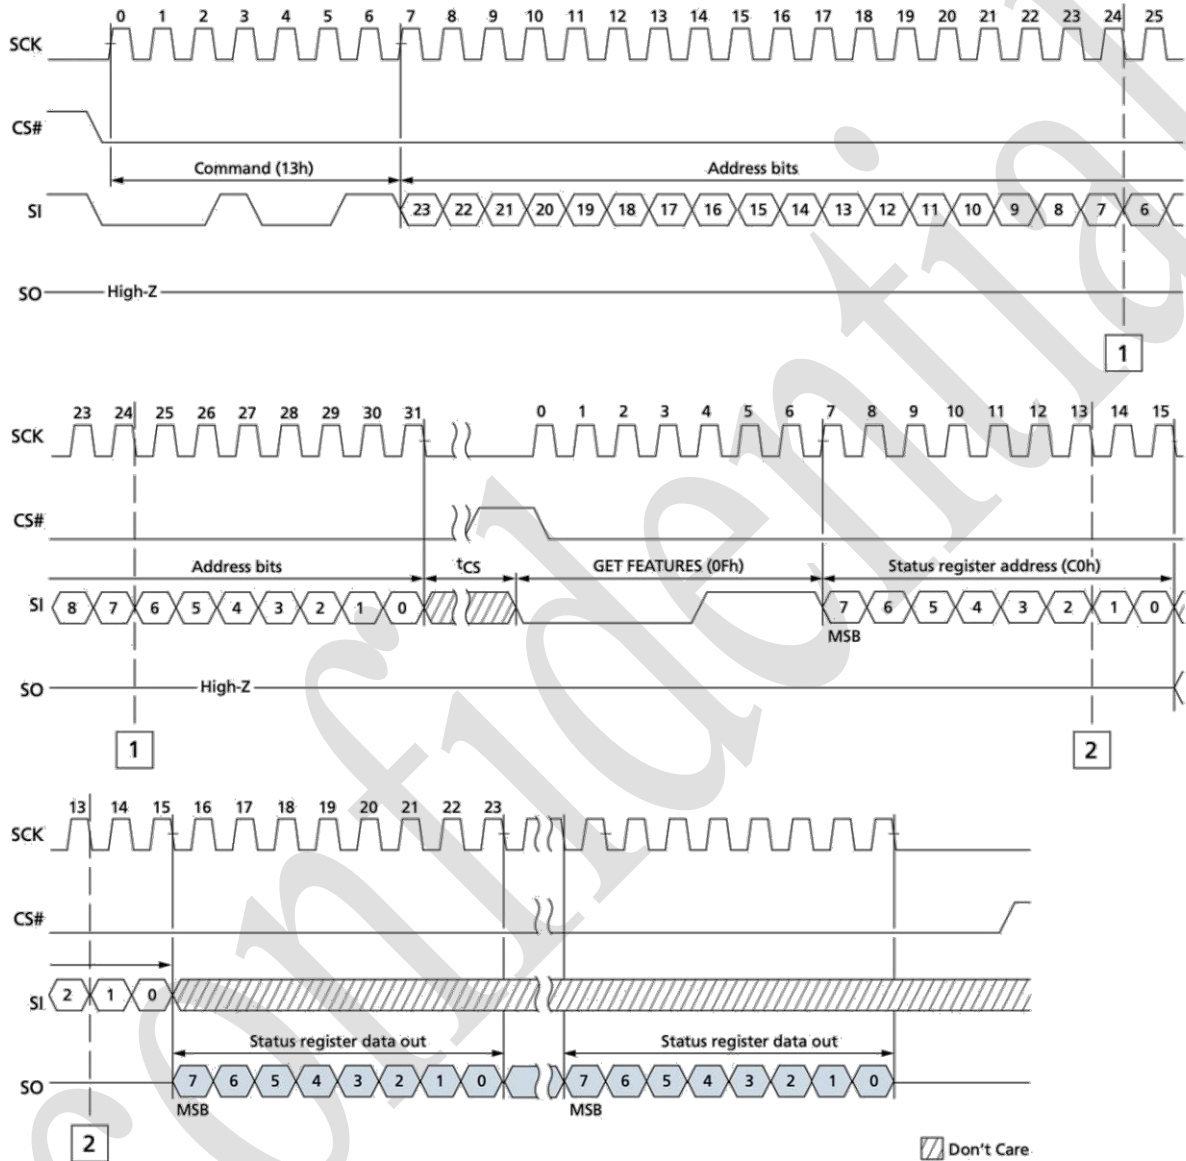 0 1 2 3 4 5 6 7 8 9 10 11 12 13 14 15 16 17 18 19 20 21 22 23 24 25
SCK
CS#
Command (13h) Address bits
SI 23 22 21 20 19 18 17 16 15 14 13 12 11 10 9 8 7 6
SO High-Z
1
23 24 25 26 27 28 29 30 31 0 1 2 3 4 5 6 7 8 9 10 11 12 13 14 15
SCK
CS#
Address bits tCS GET FEATURES (0Fh) Status register address (C0h)
SI 8 7 6 5 4 3 2 1 0 7 6 5 4 3 2 1 0
MSB
SO High-Z
1 2
13 14 15 16 17 18 19 20 21 22 23
SCK
CS#
SI 2 1 0
Status register data out Status register data out
SO 7 6 5 4 3 2 1 0 7 6 5 4 3 2 1 0
MSB MSB
2
Don't Care
confidential